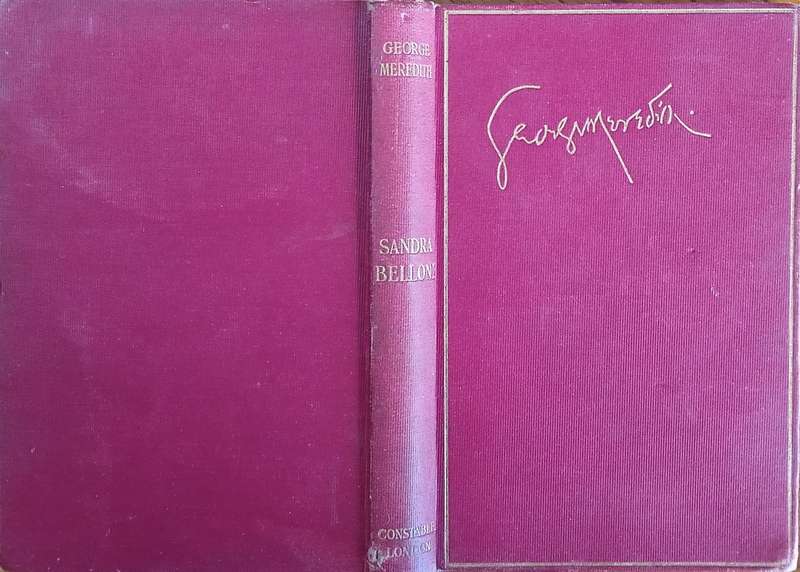 GEORGE
MEREDITH
SANDRA
BELLONI
CONSTABLE
LONDON
George Meredith.